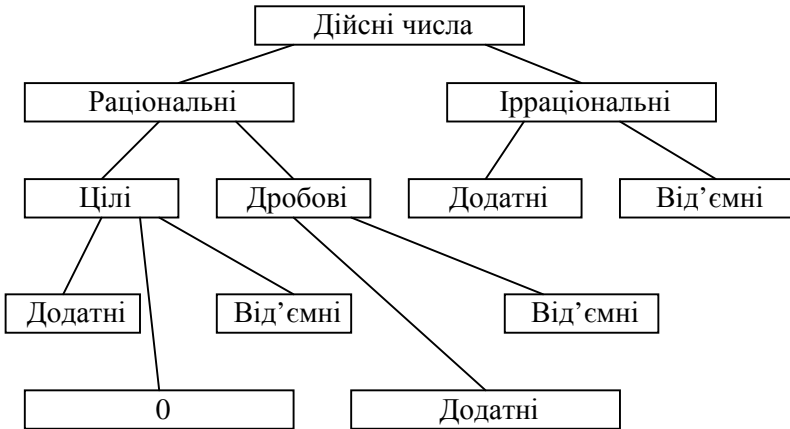 Дійсні числа
Раціональні
Ірраціональні
Цілі
Дробові
Додатні
Від’ємні
Додатні
Від’ємні
Від’ємні
0
Додатні